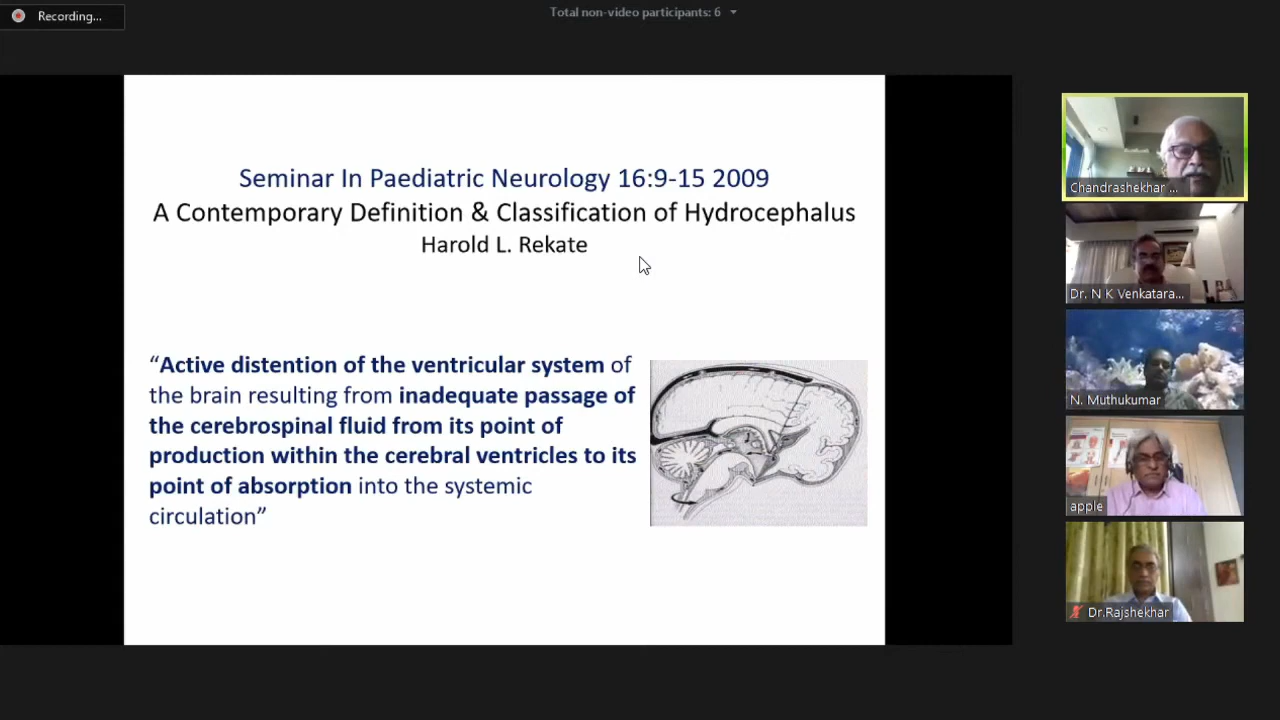 Recording...
Total non-video participants: 6
Seminar In Paediatric Neurology 16:9-15 2009
A Contemporary Definition & Classification of Hydrocephalus
Harold L. Rekate
“Active distention of the ventricular system of
the brain resulting from inadequate passage of
the cerebrospinal fluid from its point of
production within the cerebral ventricles to its
point of absorption into the systemic
circulation”
Chandrashekhar ...
Dr. N K Venkatara...
N. Muthukumar
apple
Dr.Rajshekhar